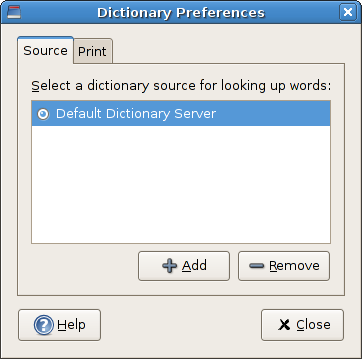 Dictionary Preferences
Source
Print
Select a dictionary source for looking up words:
Default Dictionary Server
Add
Remove
Help
Close